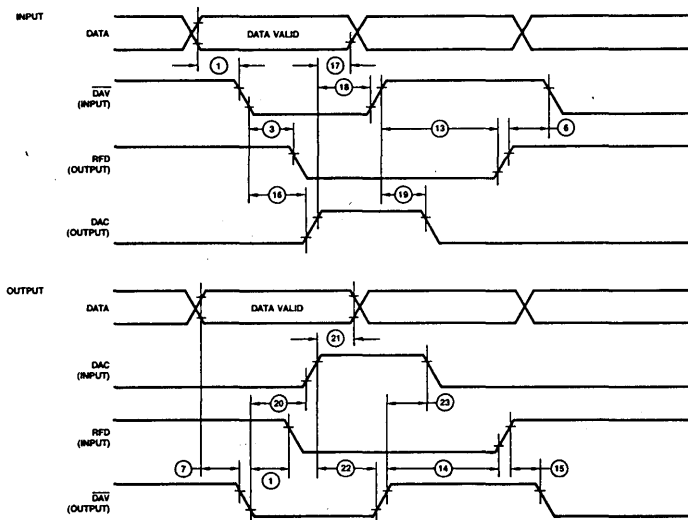 INPUT
DATA
DATA VALID
1
17
18
DAV
(INPUT)
3
13
6
RFD
(OUTPUT)
16
19
DAC
(OUTPUT)
OUTPUT
DATA
DATA VALID
21
DAC
(INPUT)
20
23
RFD
(INPUT)
7
1
22
14
15
DAV
(OUTPUT)